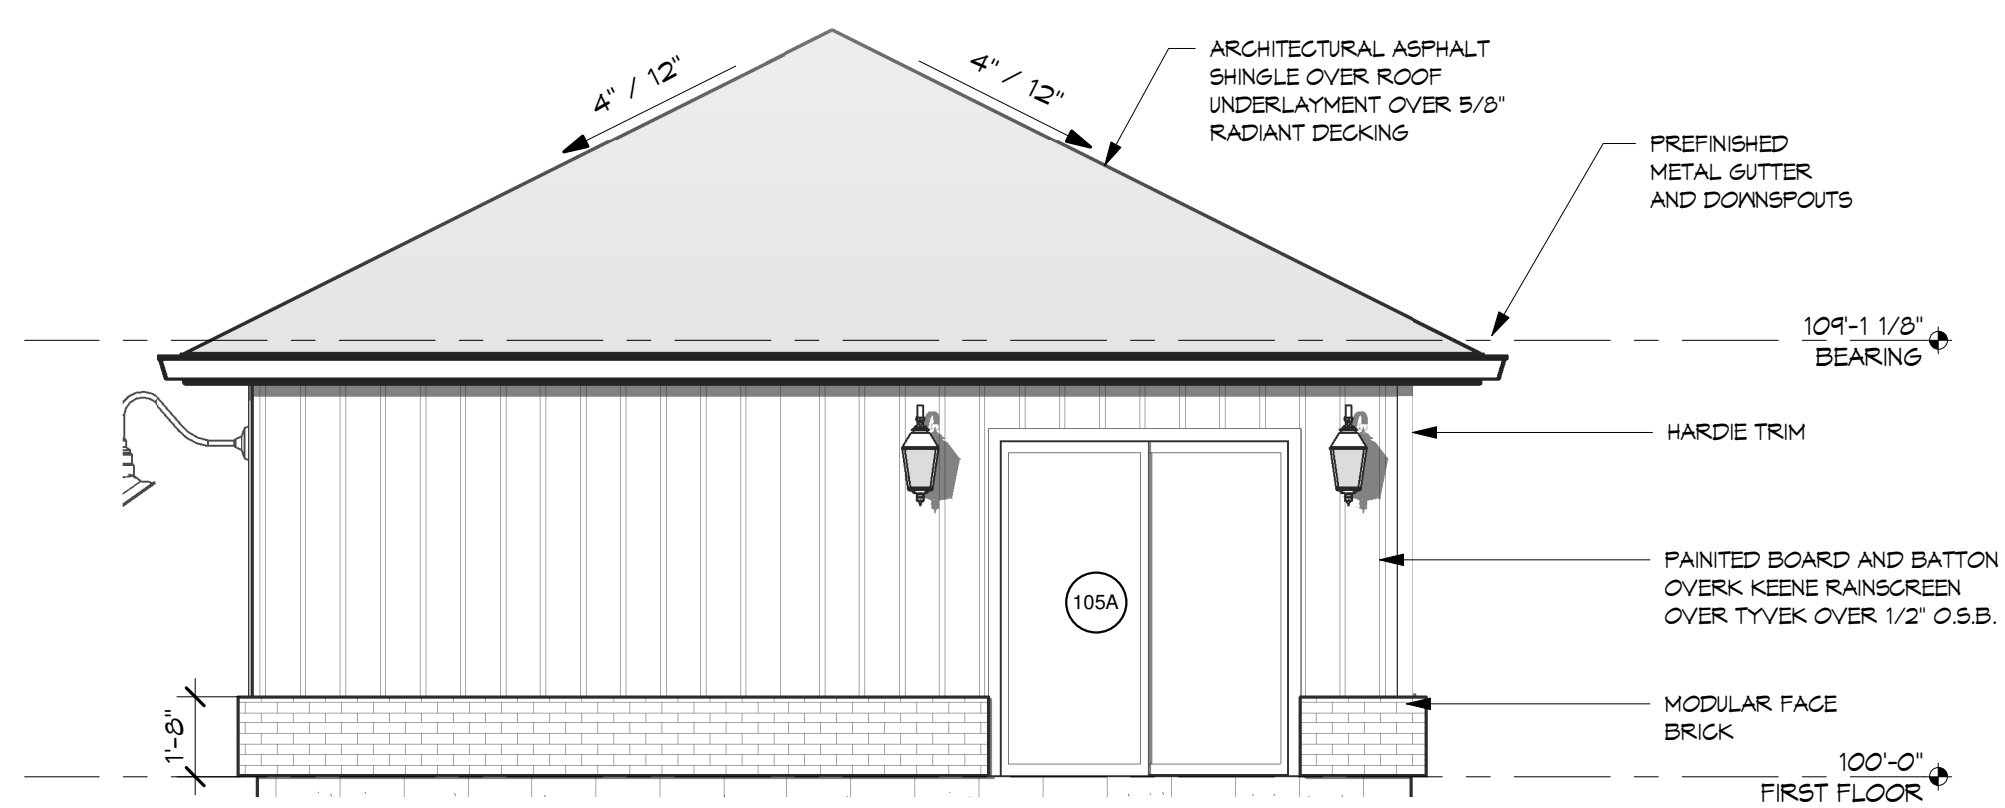 4" / 12"
4" / 12"
ARCHITECTURAL ASPHALT
SHINGLE OVER ROOF
UNDERLAYMENT OVER 5/8"
RADIANT DECKING
PREFINISHED
METAL GUTTER
AND DOWNSPOUTS
109'-1 1/8"
BEARING
HARDIE TRIM
PAINITED BOARD AND BATTON
OVERK KEENE RAINSCREEN
OVER TYVEK OVER 1/2" O.S.B.
105A
MODULAR FACE
BRICK
1'-8"
100'-0"
FIRST FLOOR